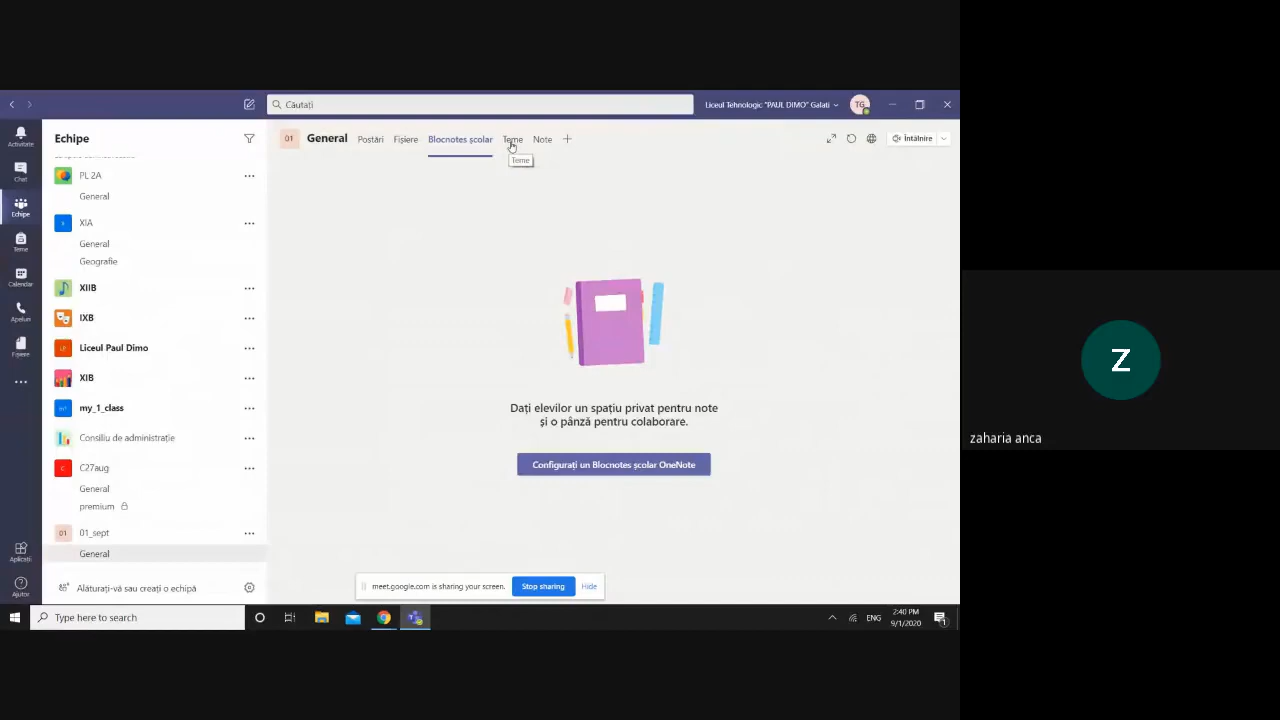 Căutați
Liceul Tehnologic "PAUL DIMO" Galati
TG
Activitate
Chat
Echipe
Teme
Calendar
Apeluri
Fișiere
Aplicații
Ajutor
Echipe
PL 2A
General
XIA
General
Geografie
XIIB
IXB
Liceul Paul Dimo
XIB
my_1_class
Consiliu de administrație
C27aug
General
premium
01 01_sept
General
Alăturați-vă sau creați o echipă
01 General Postări Fișiere Blocnotes școlar Teme Note
Întâlnire
Teme
Dați elevilor un spațiu privat pentru note
și o pânză pentru colaborare.
Configurați un Blocnotes școlar OneNote
meet.google.com is sharing your screen. Stop sharing Hide
Type here to search
ENG
2:40 PM
9/1/2020
Z
zaharia anca